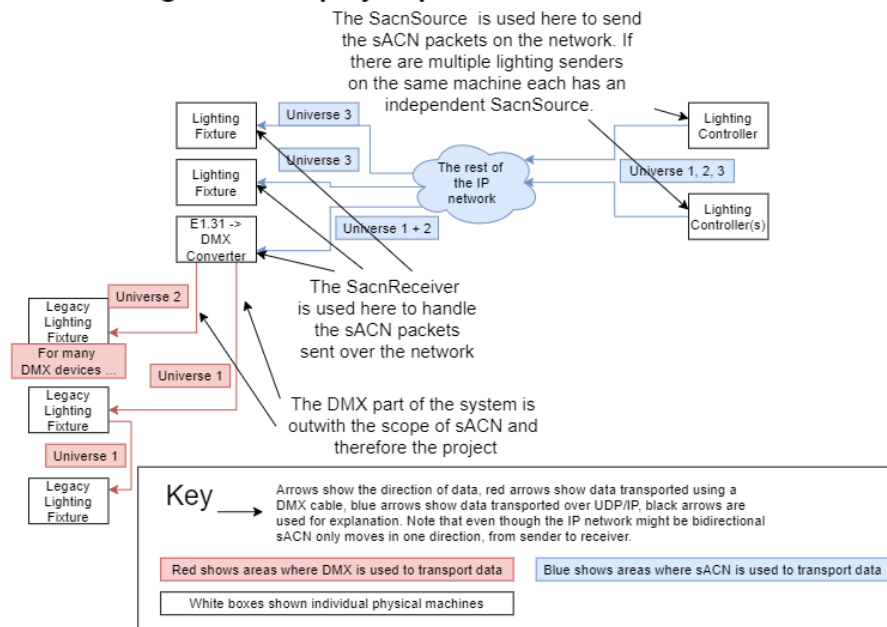 The SacnSource is used here to send
the sACN packets on the network. If
there are multiple lighting senders
on the same machine each has an
independent SacnSource.
Lighting
Fixture
Universe 3
Lighting
Controller
Lighting
Fixture
Universe 3
The rest of
the IP
network
Universe 1, 2, 3
Lighting
Controller(s)
E1.31 ->
DMX
Converter
Universe 1 + 2
The SacnReceiver
is used here to handle
the sACN packets
sent over the network
Universe 2
Legacy
Lighting
Fixture
For many
DMX devices ...
Universe 1
Legacy
Lighting
Fixture
The DMX part of the system is
outwith the scope of sACN and
therefore the project
Universe 1
Legacy
Lighting
Fixture
Key
Arrows show the direction of data, red arrows show data transported using a
DMX cable, blue arrows show data transported over UDP/IP, black arrows are
used for explanation. Note that even though the IP network might be bidirectional
sACN only moves in one direction, from sender to receiver.
Red shows areas where DMX is used to transport data
Blue shows areas where sACN is used to transport data
White boxes shown individual physical machines